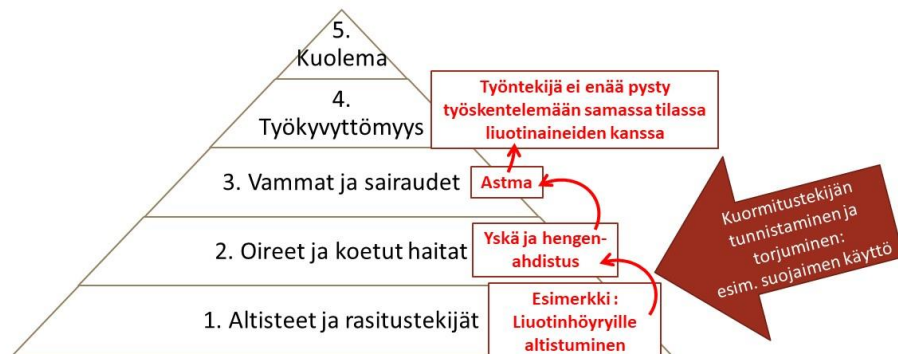 5.
Kuolema
4.
Työkyvyttömyys
Työntekijä ei enää pysty
työskentelemään samassa tilassa
liuotinaineiden kanssa
3. Vammat ja sairaudet
Astma
2. Oireet ja koetut haitat
Yskä ja hengen-
ahdistus
1. Altisteet ja rasitustekijät
Esimerkki :
Liuotinhöyryille
altistuminen
Kuormitustekijän
tunnistaminen ja
torjuminen:
esim. suojaimen käyttö